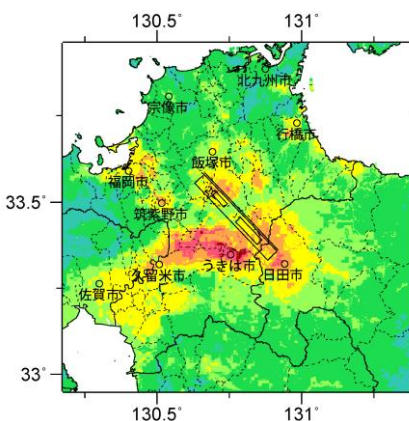 130.5° 131°
北九州市
宗像市
行橋市
飯塚市
福岡市
33.5°
筑紫野市
久留米市 うきは市 日田市
佐賀市
33°
130.5° 131°